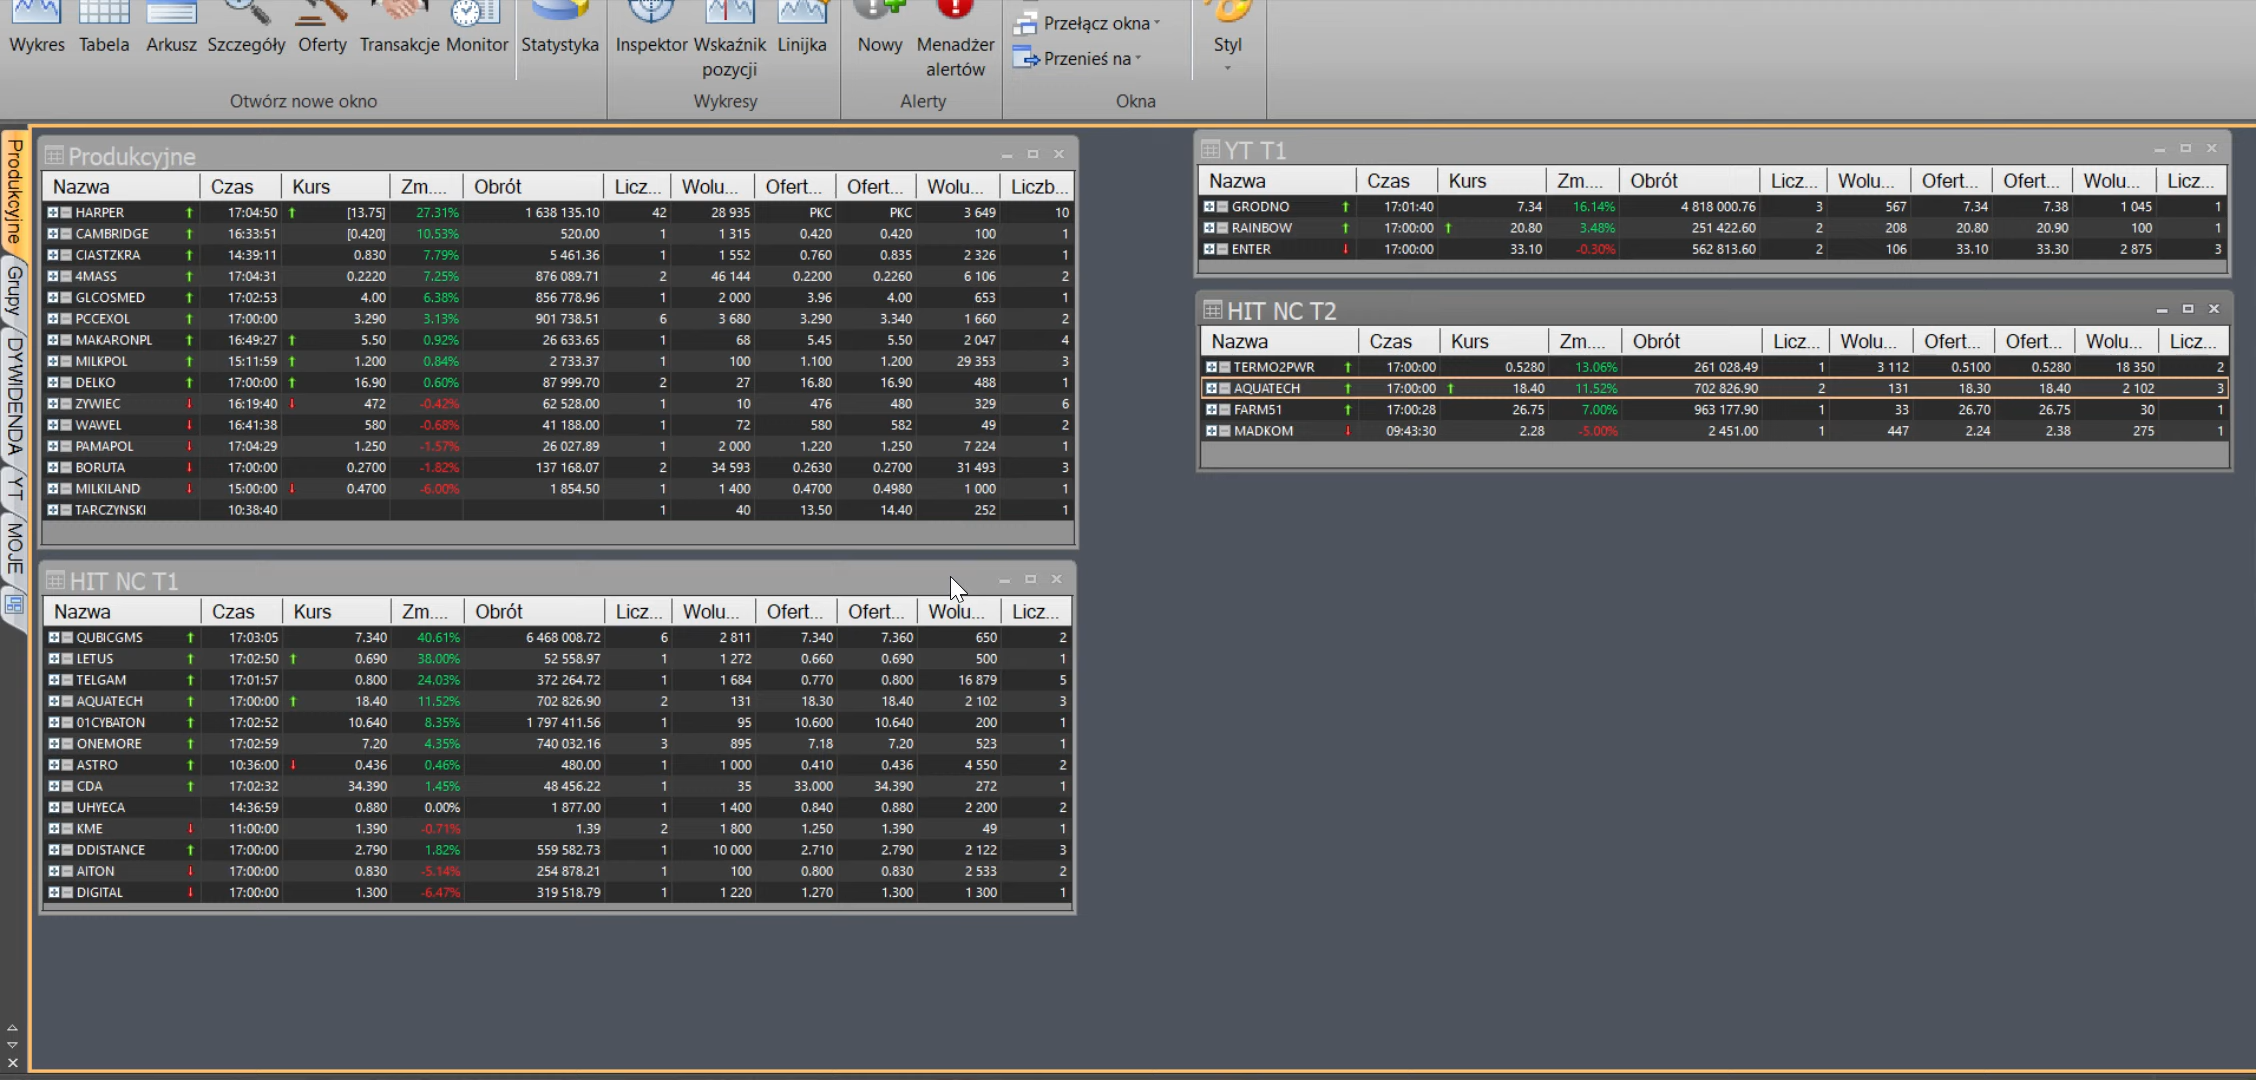 Wykres Tabela Arkusz Szczegóły Oferty Transakcje Monitor Statystyka Inspektor Wskaźnik pozycji Linijka Nowy Menadżer alertów Przełącz okna Przenieś na Styl
Otwórz nowe okno Wykresy Alerty Okna
Produkcyjne
Grupy
DYWIDENDA
YT
MOJE
Produkcyjne
Nazwa Czas Kurs Zm.... Obrót Licz... Wolu... Ofert... Ofert... Wolu... Liczb...
HARPER 17:04:50 [13.75] 27.31% 1 638 135.10 42 28 935 PKC PKC 3 649 10
CAMBRIDGE 16:33:51 [0.420] 10.53% 520.00 1 1 315 0.420 0.420 100 1
CIASTZKRA 14:39:11 0.830 7.79% 5 461.36 1 1 552 0.760 0.835 2 326 1
4MASS 17:04:31 0.2220 7.25% 876 089.71 2 46 144 0.2200 0.2260 6 106 2
GLCOSMED 17:02:53 4.00 6.38% 856 778.96 1 2 000 3.96 4.00 653 1
PCCEXOL 17:00:00 3.290 3.13% 901 738.51 6 3 680 3.290 3.340 1 660 2
MAKARONPL 16:49:27 5.50 0.92% 26 633.65 1 68 5.45 5.50 2 047 4
MILKPOL 15:11:59 1.200 0.84% 2 733.37 1 100 1.100 1.200 29 353 3
DELKO 17:00:00 16.90 0.60% 87 999.70 2 27 16.80 16.90 488 1
ZYWIEC 16:19:40 472 -0.42% 62 528.00 1 10 476 480 329 6
WAWEL 16:41:38 580 -0.68% 41 188.00 1 72 580 582 49 2
PAMAPOL 17:04:29 1.250 -1.57% 26 027.89 1 2 000 1.220 1.250 7 224 1
BORUTA 17:00:00 0.2700 -1.82% 137 168.07 2 34 593 0.2630 0.2700 31 493 3
MILKILAND 15:00:00 0.4700 -6.00% 1 854.50 1 1 400 0.4700 0.4980 1 000 1
TARCZYNSKI 10:38:40 1 40 13.50 14.40 252 1
HIT NC T1
Nazwa Czas Kurs Zm.... Obrót Licz... Wolu... Ofert... Ofert... Wolu... Licz...
QUBICGMS 17:03:05 7.340 40.61% 6 468 008.72 6 2 811 7.340 7.360 650 2
LETUS 17:02:50 0.690 38.00% 52 558.97 1 1 272 0.660 0.690 500 1
TELGAM 17:01:57 0.800 24.03% 372 264.72 1 1 684 0.770 0.800 16 879 5
AQUATECH 17:00:00 18.40 11.52% 702 826.90 2 131 18.30 18.40 2 102 3
01CYBATON 17:02:52 10.640 8.35% 1 797 411.56 1 95 10.600 10.640 200 1
ONEMORE 17:02:59 7.20 4.35% 740 032.16 3 895 7.18 7.20 523 1
ASTRO 10:36:00 0.436 0.46% 480.00 1 1 000 0.410 0.436 4 550 2
CDA 17:02:32 34.390 1.45% 48 456.22 1 35 33.000 34.390 272 1
UHYECA 14:36:59 0.880 0.00% 1 877.00 1 1 400 0.840 0.880 2 200 2
KME 11:00:00 1.390 -0.71% 1.39 2 1 800 1.250 1.390 49 1
DDISTANCE 17:00:00 2.790 1.82% 559 582.73 1 10 000 2.710 2.790 2 122 3
AITON 17:00:00 0.830 -5.14% 254 878.21 1 100 0.800 0.830 2 533 2
DIGITAL 17:00:00 1.300 -6.47% 319 518.79 1 1 220 1.270 1.300 1 300 1
YT T1
Nazwa Czas Kurs Zm.... Obrót Licz... Wolu... Ofert... Ofert... Wolu... Licz...
GRODNO 17:01:40 7.34 16.14% 4 818 000.76 3 567 7.34 7.38 1 045 1
RAINBOW 17:00:00 20.80 3.48% 251 422.60 2 208 20.80 20.90 100 1
ENTER 17:00:00 33.10 -0.30% 562 813.60 2 106 33.10 33.30 2 875 3
HIT NC T2
Nazwa Czas Kurs Zm.... Obrót Licz... Wolu... Ofert... Ofert... Wolu... Licz...
TERMO2PWR 17:00:00 0.5280 13.06% 261 028.49 1 3 112 0.5100 0.5280 18 350 2
AQUATECH 17:00:00 18.40 11.52% 702 826.90 2 131 18.30 18.40 2 102 3
FARM51 17:00:28 26.75 7.00% 963 177.90 1 33 26.70 26.75 30 1
MADKOM 09:43:30 2.28 -5.00% 2 451.00 1 447 2.24 2.38 275 1